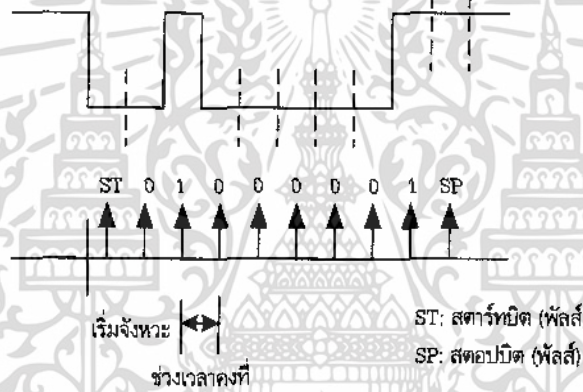 ST 0 1 0 0 0 0 0 1 SP
เริ่มจังหวะ
ช่วงเวลาคงที่
ST: สตาร์ทบิต (พัลส์)
SP: สตอปบิต (พัลส์)